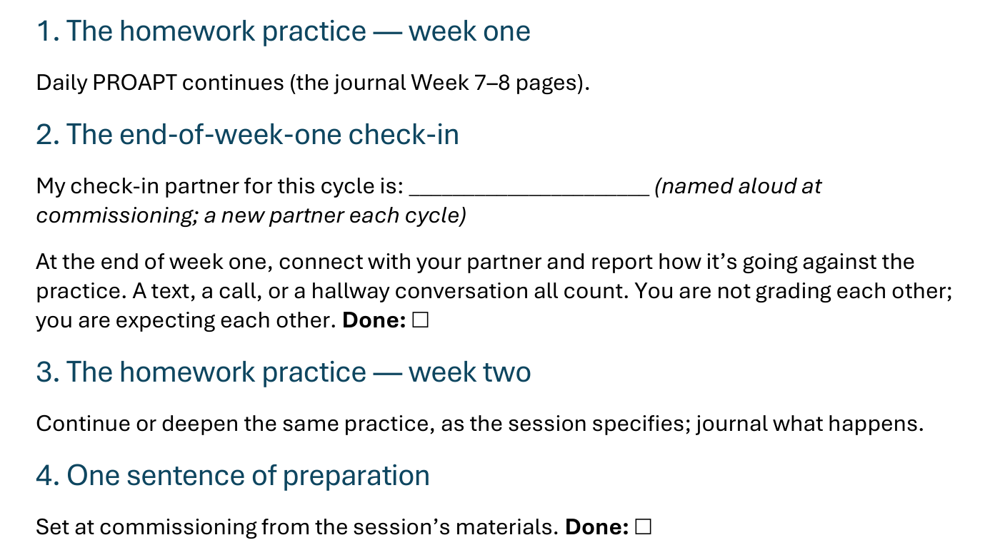 1. The homework practice — week one
Daily PROAPT continues (the journal Week 7–8 pages).
2. The end-of-week-one check-in
My check-in partner for this cycle is: ______________________ (named aloud at
commissioning; a new partner each cycle)
At the end of week one, connect with your partner and report how it’s going against the
practice. A text, a call, or a hallway conversation all count. You are not grading each other;
you are expecting each other. Done: ☐
3. The homework practice — week two
Continue or deepen the same practice, as the session specifies; journal what happens.
4. One sentence of preparation
Set at commissioning from the session’s materials. Done: ☐